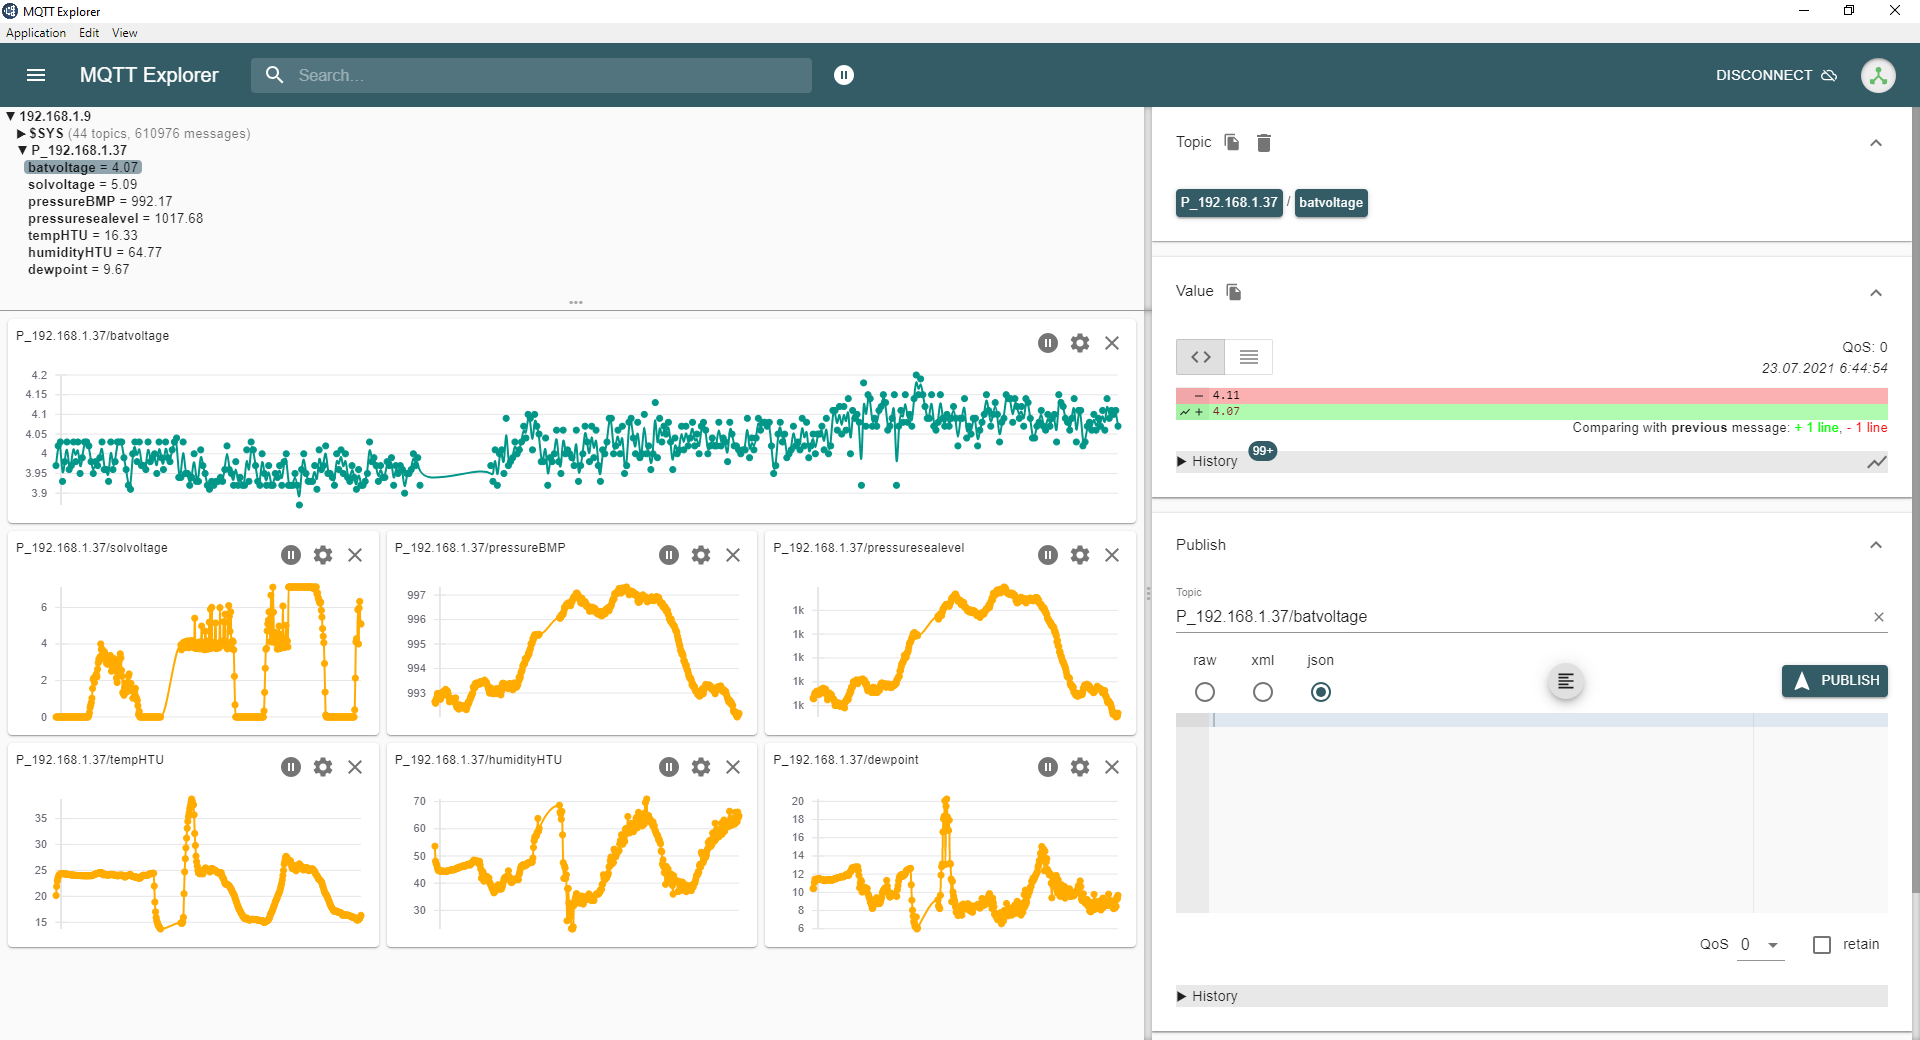 MQTT Explorer
Application Edit View
MQTT Explorer
Search...
DISCONNECT
▼ 192.168.1.9
▶ $SYS (44 topics, 610976 messages)
▼ P_192.168.1.37
batvoltage = 4.07
solvoltage = 5.09
pressureBMP = 992.17
pressuresealevel = 1017.68
tempHTU = 16.33
humidityHTU = 64.77
dewpoint = 9.67
P_192.168.1.37/batvoltage
4.2
4.15
4.1
4.05
4
3.95
3.9
P_192.168.1.37/solvoltage
6
4
2
0
P_192.168.1.37/pressureBMP
997
996
995
994
993
P_192.168.1.37/pressuresealevel
1k
1k
1k
1k
1k
P_192.168.1.37/tempHTU
35
30
25
20
15
P_192.168.1.37/humidityHTU
70
60
50
40
30
P_192.168.1.37/dewpoint
20
18
16
14
12
10
8
6
Topic
P_192.168.1.37 / batvoltage
Value
QoS: 0
23.07.2021 6:44:54
− 4.11
+ 4.07
Comparing with previous message: + 1 line, - 1 line
▶ History 99+
Publish
Topic
P_192.168.1.37/batvoltage
raw xml json
PUBLISH
QoS 0 retain
▶ History